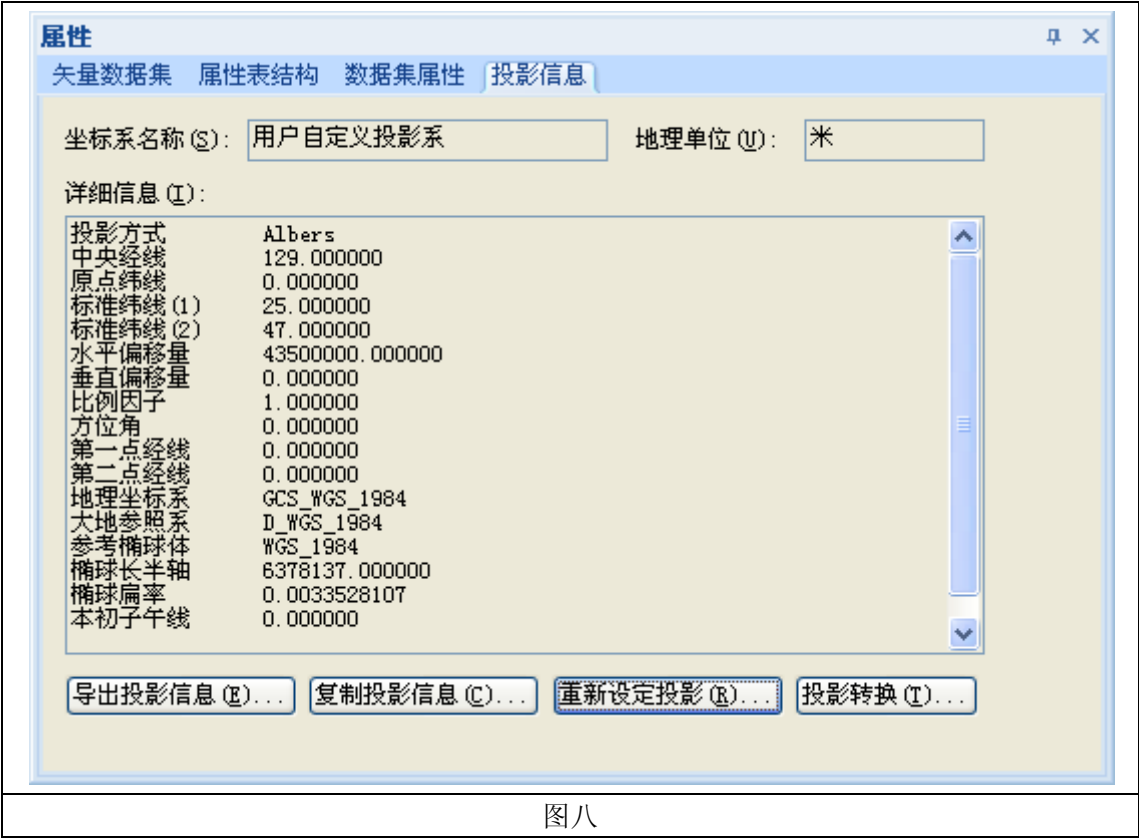 属性
矢量数据集 属性表结构 数据集属性 投影信息
坐标系名称(S): 用户自定义投影系 地理单位(U): 米
详细信息(I):
投影方式 Albers
中央经线 129.000000
原点纬线 0.000000
标准纬线(1) 25.000000
标准纬线(2) 47.000000
水平偏移量 43500000.000000
垂直偏移量 0.000000
比例因子 1.000000
方位角 0.000000
第一点经线 0.000000
第二点经线 0.000000
地理坐标系 GCS_WGS_1984
大地参照系 D_WGS_1984
参考椭球体 WGS_1984
椭球长半轴 6378137.000000
椭球扁率 0.0033528107
本初子午线 0.000000
导出投影信息(E)... 复制投影信息(C)... 重新设定投影(R)... 投影转换(T)...
图八